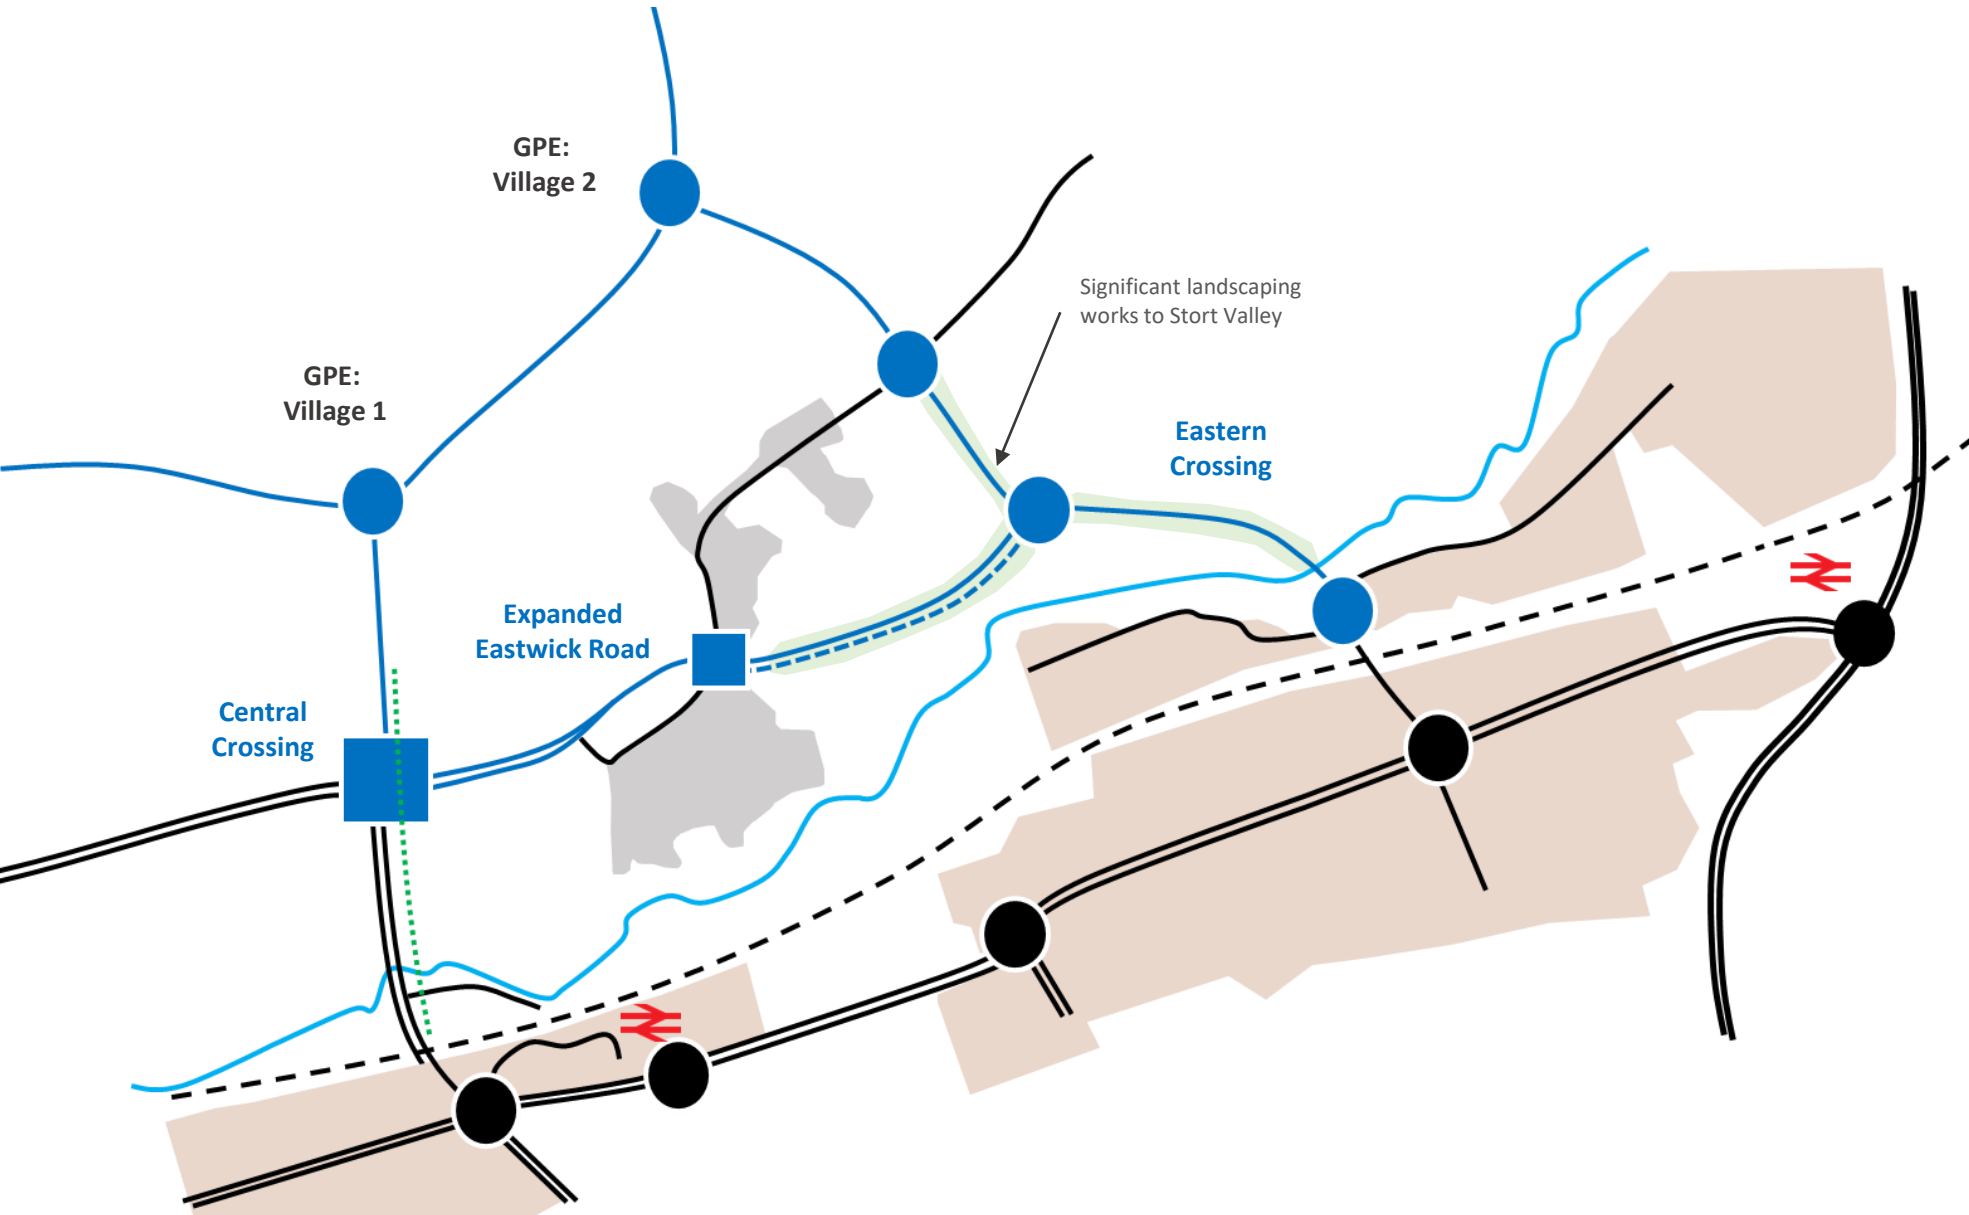 GPE:
Village 2
Significant landscaping
works to Stort Valley
GPE:
Village 1
Eastern
Crossing
Expanded
Eastwick Road
Central
Crossing